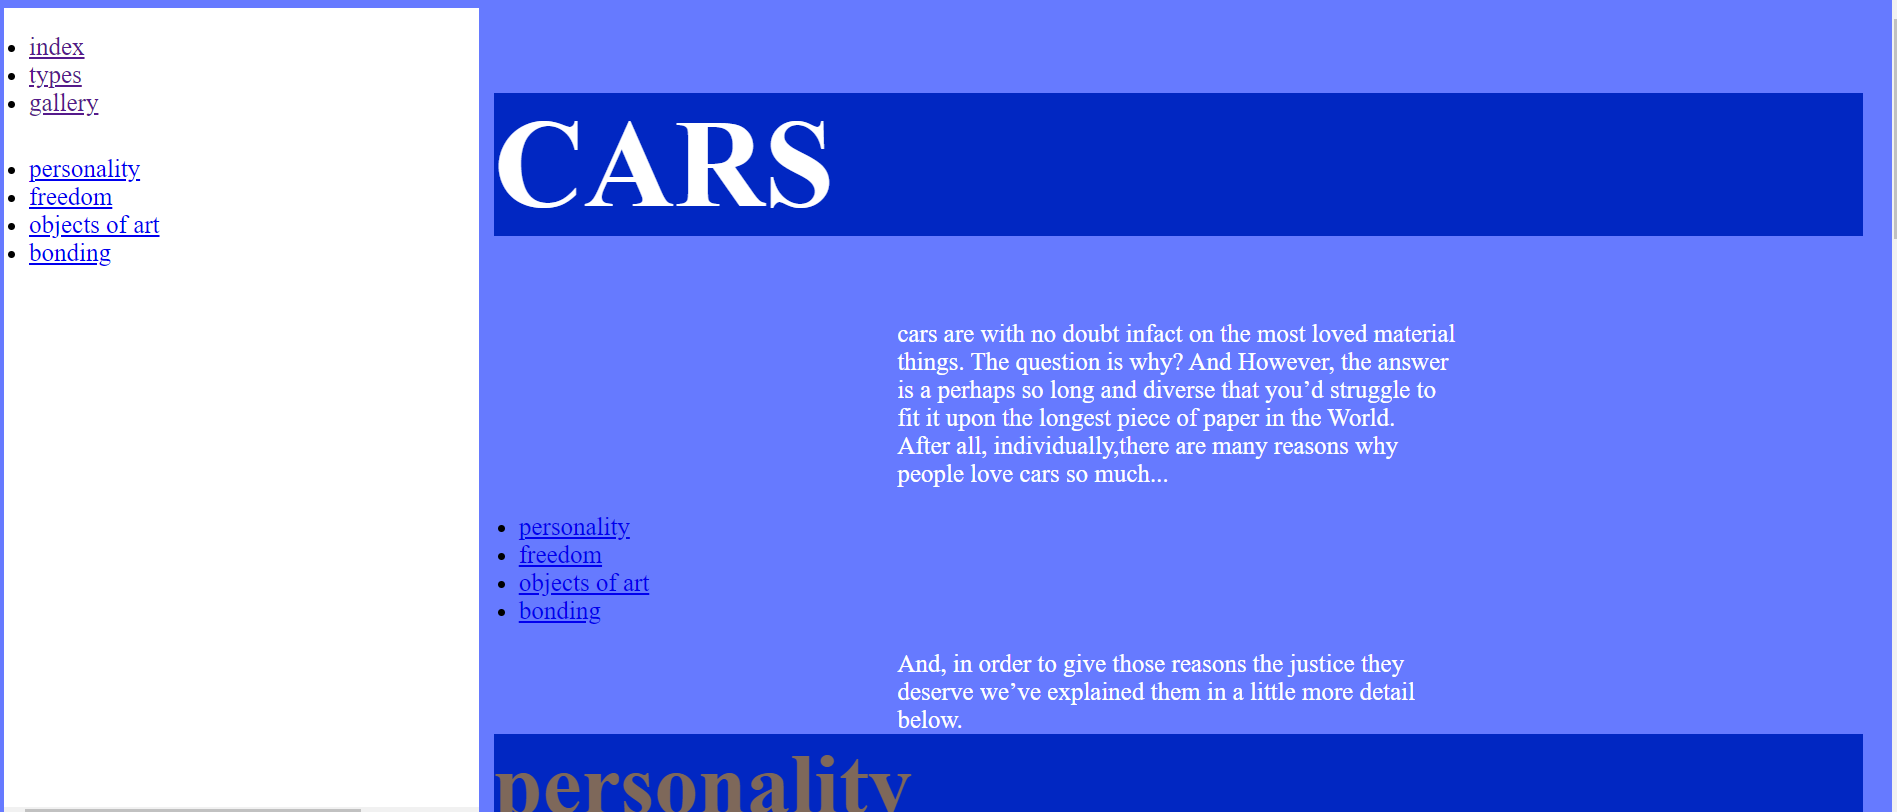 index
types
gallery
personality
freedom
objects of art
bonding
CARS
cars are with no doubt infact on the most loved material
things. The question is why? And However, the answer
is a perhaps so long and diverse that you’d struggle to
fit it upon the longest piece of paper in the World.
After all, individually,there are many reasons why
people love cars so much...
personality
freedom
objects of art
bonding
And, in order to give those reasons the justice they
deserve we’ve explained them in a little more detail
below.
personality